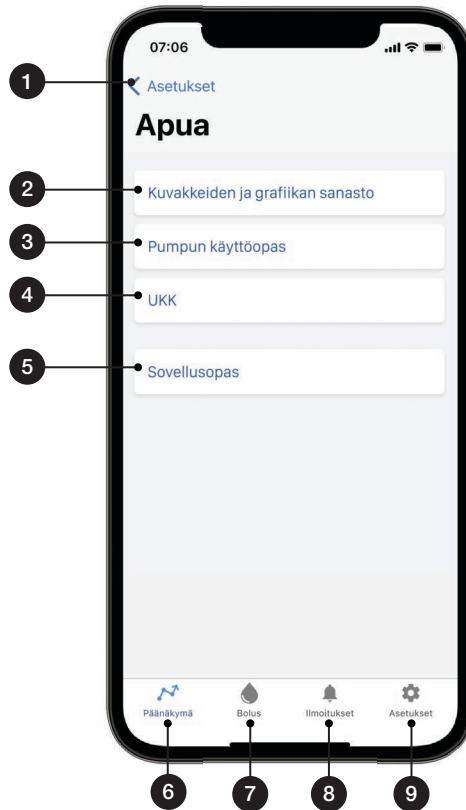 07:06
1
Asetukset
Apua
2
Kuvakkeiden ja grafiikan sanasto
3
Pumpun käyttöopas
4
UKK
5
Sovellusopas
Päänäkymä Bolus Ilmoitukset Asetukset
6 7 8 9